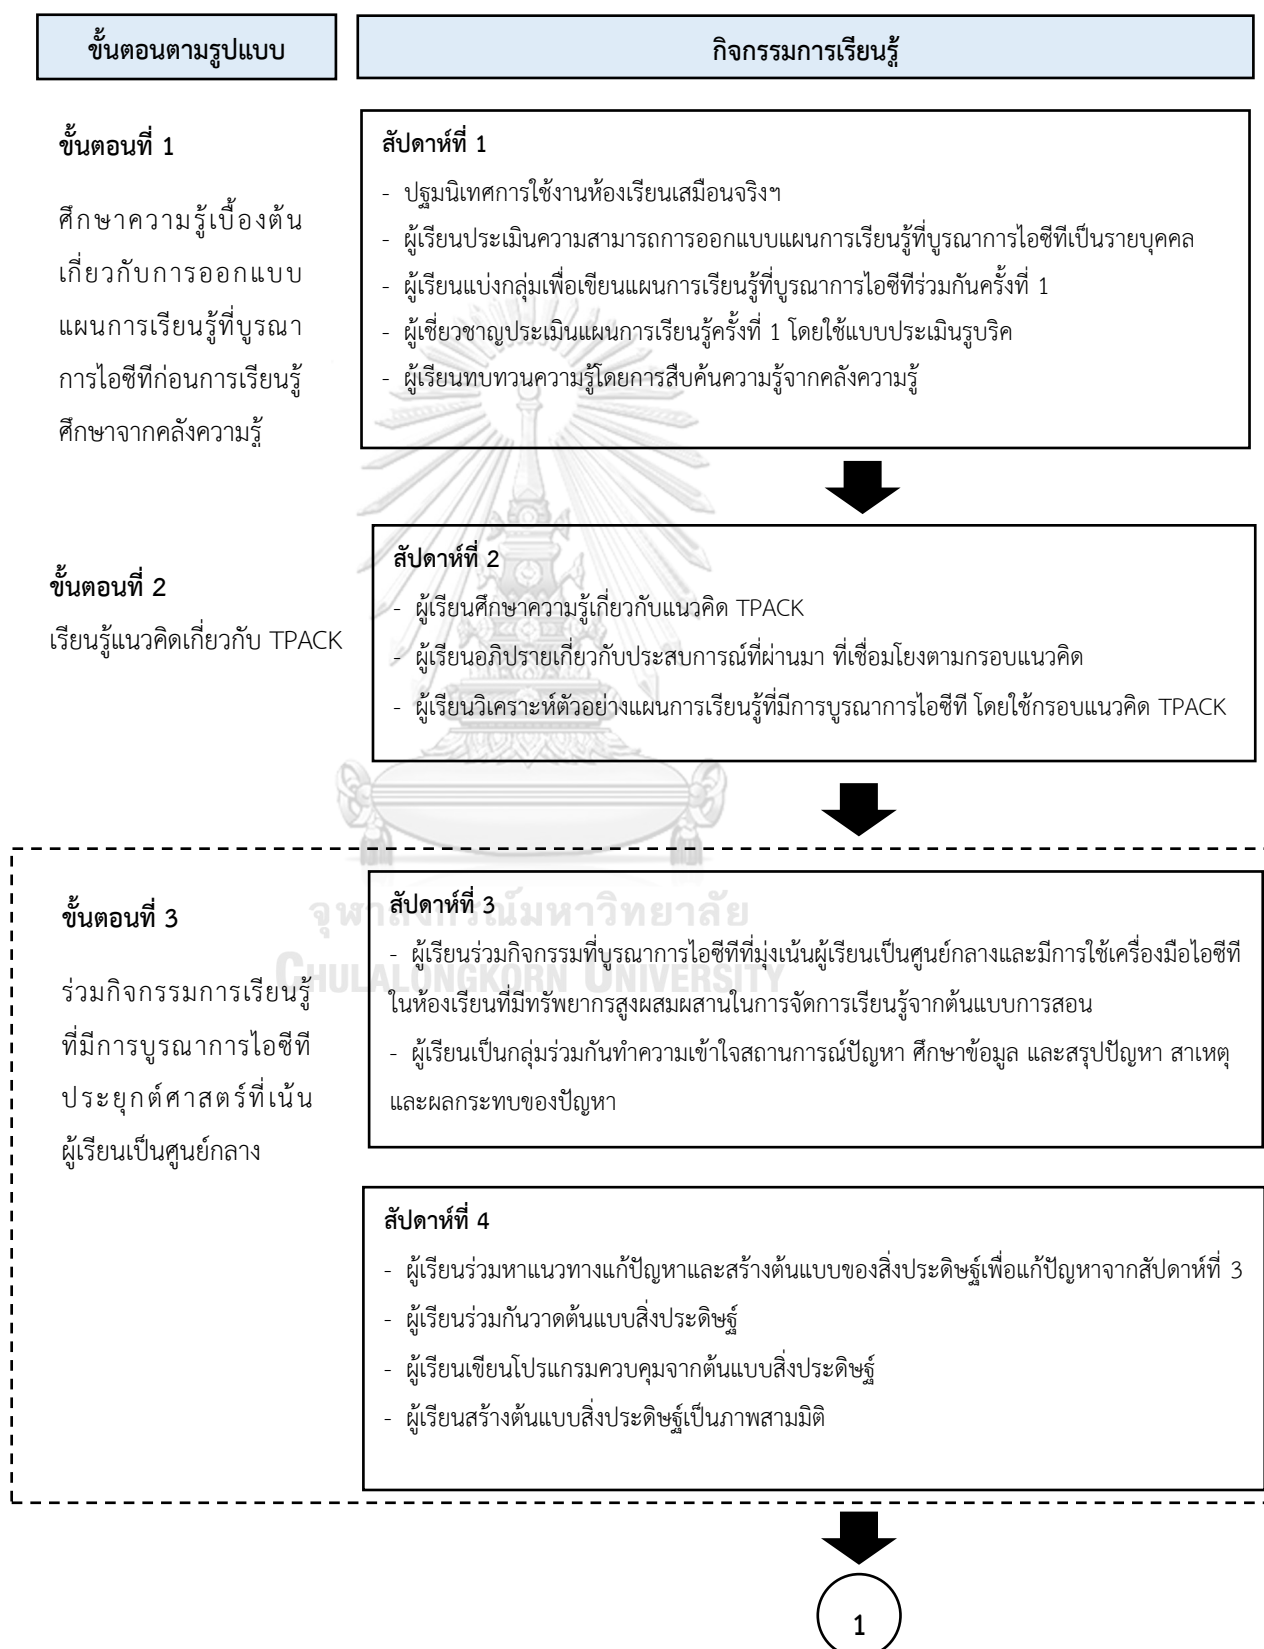 ขั้นตอนตามรูปแบบ
กิจกรรมการเรียนรู้
ขั้นตอนที่ 1
ศึกษาความรู้เบื้องต้น
เกี่ยวกับการออกแบบ
แผนการเรียนรู้ที่บูรณา
การไอซีทีก่อนการเรียนรู้
ศึกษาจากคลังความรู้
สัปดาห์ที่ 1
- ปฐมนิเทศการใช้งานห้องเรียนเสมือนจริงฯ
- ผู้เรียนประเมินความสามารถการออกแบบแผนการเรียนรู้ที่บูรณาการไอซีทีเป็นรายบุคคล
- ผู้เรียนแบ่งกลุ่มเพื่อเขียนแผนการเรียนรู้ที่บูรณาการไอซีทีร่วมกันครั้งที่ 1
- ผู้เชี่ยวชาญประเมินแผนการเรียนรู้ครั้งที่ 1 โดยใช้แบบประเมินรูบริค
- ผู้เรียนทบทวนความรู้โดยการสืบค้นความรู้จากคลังความรู้
ขั้นตอนที่ 2
เรียนรู้แนวคิดเกี่ยวกับ TPACK
สัปดาห์ที่ 2
- ผู้เรียนศึกษาความรู้เกี่ยวกับแนวคิด TPACK
- ผู้เรียนอภิปรายเกี่ยวกับประสบการณ์ที่ผ่านมา ที่เชื่อมโยงตามกรอบแนวคิด
- ผู้เรียนวิเคราะห์ตัวอย่างแผนการเรียนรู้ที่มีการบูรณาการไอซีที โดยใช้กรอบแนวคิด TPACK
ขั้นตอนที่ 3
ร่วมกิจกรรมการเรียนรู้
ที่มีการบูรณาการไอซีที
ประยุกต์ศาสตร์ที่เน้น
ผู้เรียนเป็นศูนย์กลาง
สัปดาห์ที่ 3
- ผู้เรียนร่วมกิจกรรมที่บูรณาการไอซีทีที่มุ่งเน้นผู้เรียนเป็นศูนย์กลางและมีการใช้เครื่องมือไอซีที
ในห้องเรียนที่มีทรัพยากรสูงผสมผสานในการจัดการเรียนรู้จากต้นแบบการสอน
- ผู้เรียนเป็นกลุ่มร่วมกันทำความเข้าใจสถานการณ์ปัญหา ศึกษาข้อมูล และสรุปปัญหา สาเหตุ
และผลกระทบของปัญหา
จุฬาลงกรณ์มหาวิทยาลัย
CHULALONGKORN UNIVERSITY
สัปดาห์ที่ 4
- ผู้เรียนร่วมหาแนวทางแก้ปัญหาและสร้างต้นแบบของสิ่งประดิษฐ์เพื่อแก้ปัญหาจากสัปดาห์ที่ 3
- ผู้เรียนร่วมกันวาดต้นแบบสิ่งประดิษฐ์
- ผู้เรียนเขียนโปรแกรมควบคุมจากต้นแบบสิ่งประดิษฐ์
- ผู้เรียนสร้างต้นแบบสิ่งประดิษฐ์เป็นภาพสามมิติ
1